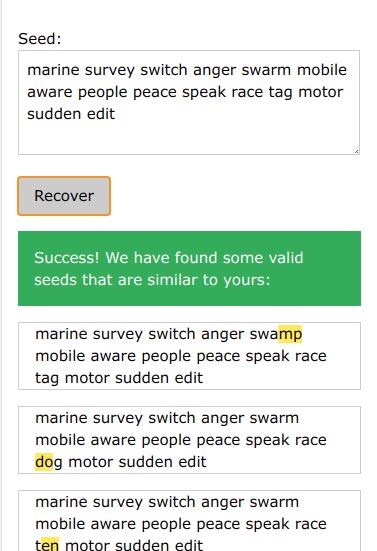 Seed:
marine survey switch anger swarm mobile
aware people peace speak race tag motor
sudden edit
Recover
Success! We have found some valid
seeds that are similar to yours:
marine survey switch anger swamp
mobile aware people peace speak race
tag motor sudden edit
marine survey switch anger swarm
mobile aware people peace speak race
dog motor sudden edit
marine survey switch anger swarm
mobile aware people peace speak race
ten motor sudden edit